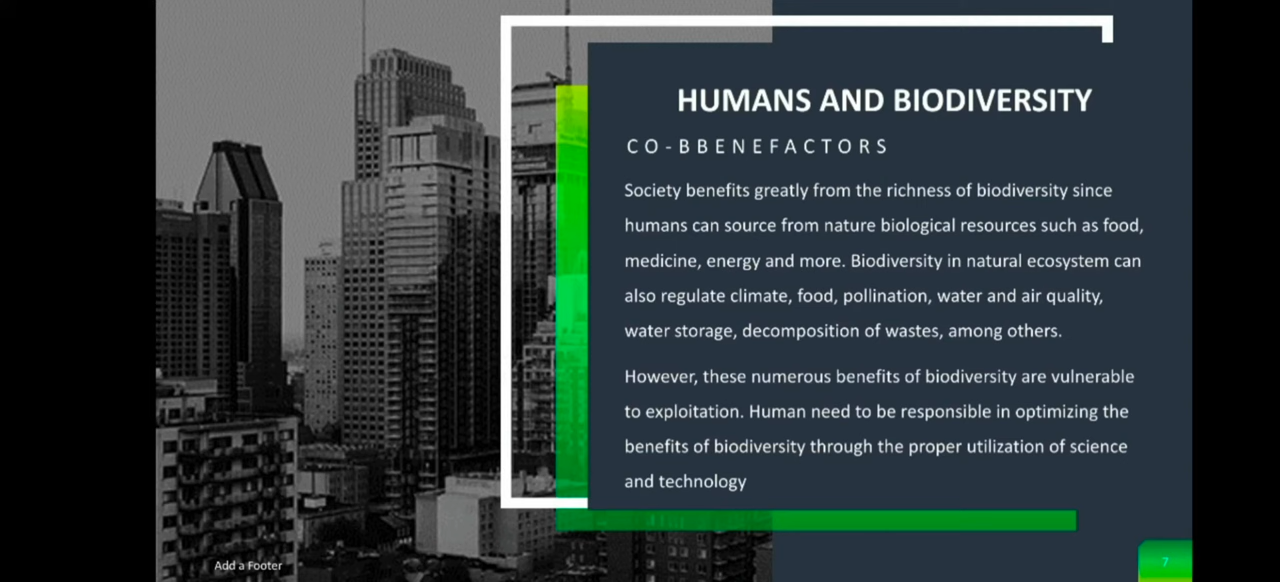 HUMANS AND BIODIVERSITY
CO-BBENEFACTORS
Society benefits greatly from the richness of biodiversity since
humans can source from nature biological resources such as food,
medicine, energy and more. Biodiversity in natural ecosystem can
also regulate climate, food, pollination, water and air quality,
water storage, decomposition of wastes, among others.
However, these numerous benefits of biodiversity are vulnerable
to exploitation. Human need to be responsible in optimizing the
benefits of biodiversity through the proper utilization of science
and technology
Add a Footer
7